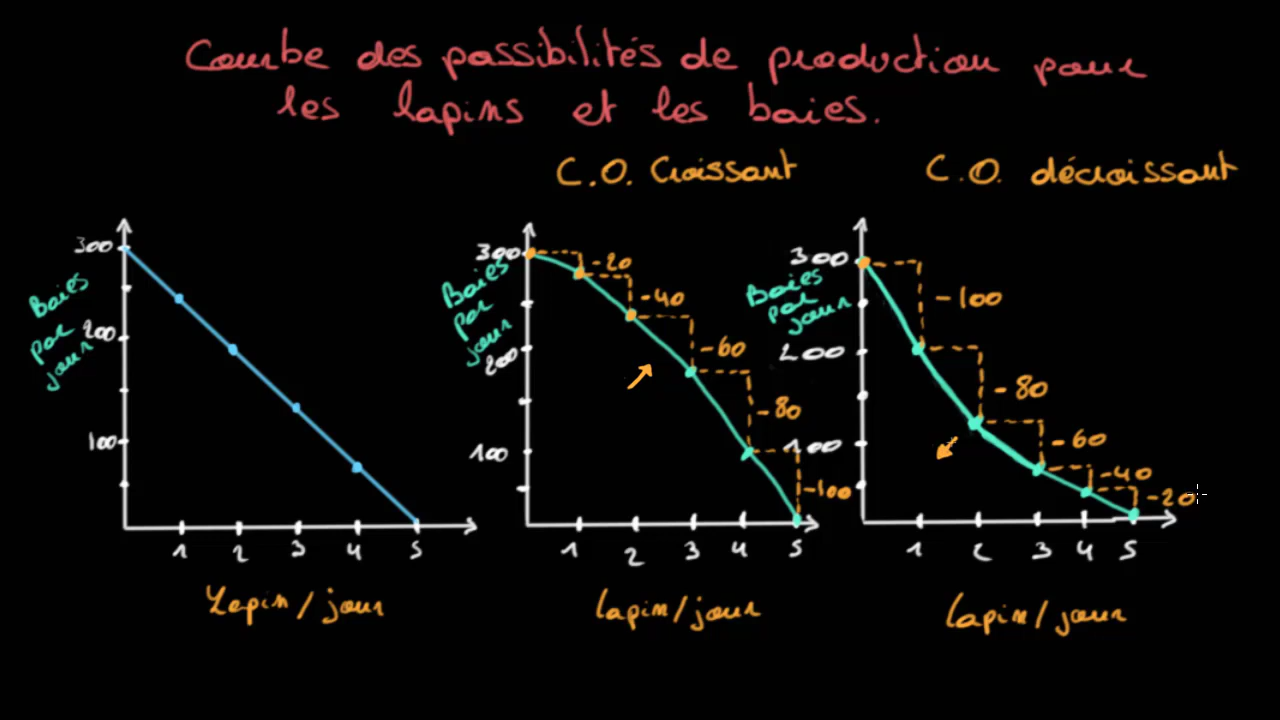 Courbe des possibilités de production pour
les lapins et les baies.
C.O. Croissant
C.O. décroissant
300
Baies
par
jour
200
100
1 2 3 4 5
Lapin/jour
300
Baies
par
jour
200
100
-20
-40
-60
-80
-100
1 2 3 4 5
Lapin/jour
300
Baies
par
jour
200
100
-100
-80
-60
-40
-20
1 2 3 4 5
Lapin/jour